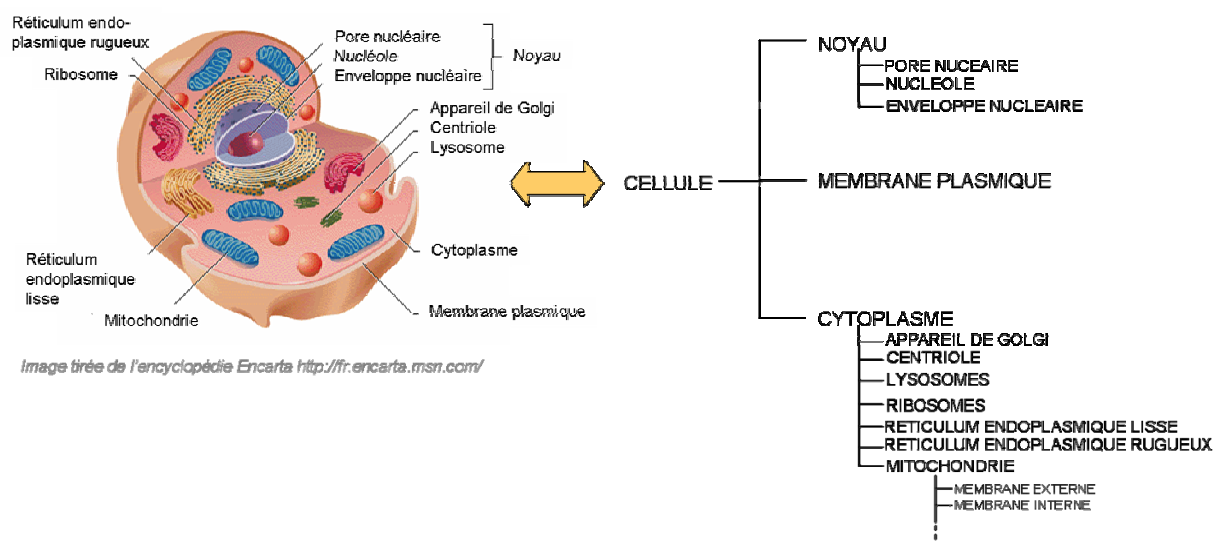 Réticulum endo-
plasmique rugueux
Ribosome
Pore nucléaire
Nucléole
Enveloppe nucléaire
Noyau
Appareil de Golgi
Centriole
Lysosome
Cytoplasme
Membrane plasmique
Réticulum
endoplasmique
lisse
Mitochondrie
Image tirée de l'encyclopédie Encarta http://fr.encarta.msn.com/
CELLULE
NOYAU
PORE NUCEAIRE
NUCLEOLE
ENVELOPPE NUCLEAIRE
MEMBRANE PLASMIQUE
CYTOPLASME
APPAREIL DE GOLGI
CENTRIOLE
LYSOSOMES
RIBOSOMES
RETICULUM ENDOPLASMIQUE LISSE
RETICULUM ENDOPLASMIQUE RUGUEUX
MITOCHONDRIE
MEMBRANE EXTERNE
MEMBRANE INTERNE